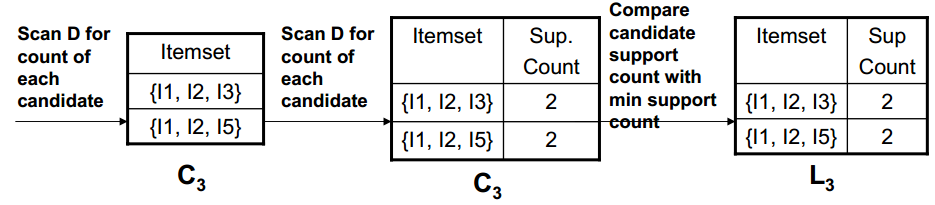 Scan D for
count of
each
candidate
Itemset
{I1, I2, I3}
{I1, I2, I5}
C3
Scan D for
count of
each
candidate
Itemset Sup.
Count
{I1, I2, I3} 2
{I1, I2, I5} 2
C3
Compare
candidate
support
count with
min support
count
Itemset Sup
Count
{I1, I2, I3} 2
{I1, I2, I5} 2
L3